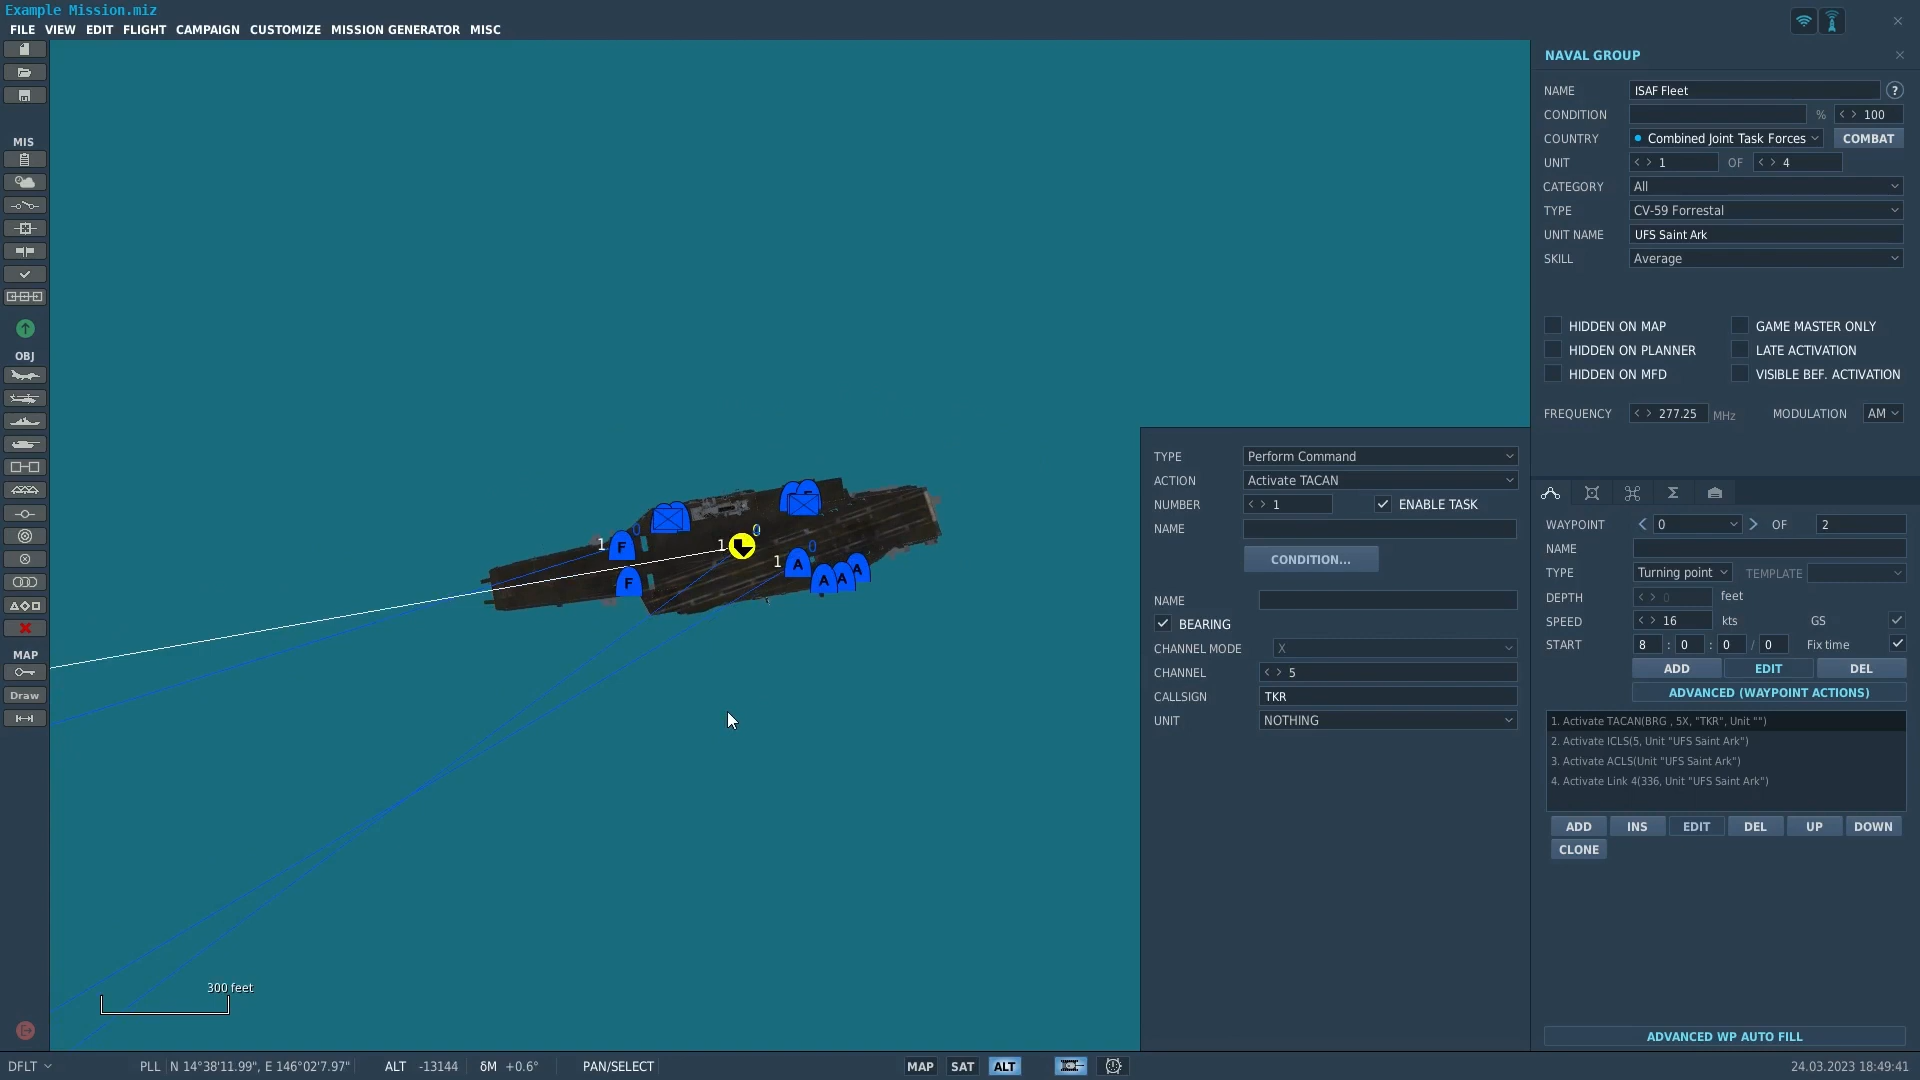 Example Mission.miz
FILE VIEW EDIT FLIGHT CAMPAIGN CUSTOMIZE MISSION GENERATOR MISC
MIS
OBJ
MAP
Draw
NAVAL GROUP
NAME ISAF Fleet ?
CONDITION % < > 100
COUNTRY Combined Joint Task Forces COMBAT
UNIT < > 1 OF < > 4
CATEGORY All
TYPE CV-59 Forrestal
UNIT NAME UFS Saint Ark
SKILL Average
HIDDEN ON MAP GAME MASTER ONLY
HIDDEN ON PLANNER LATE ACTIVATION
HIDDEN ON MFD VISIBLE BEF. ACTIVATION
FREQUENCY < > 277.25 MHz MODULATION AM
WAYPOINT < 0 > OF 2
NAME
TYPE Turning point TEMPLATE
DEPTH < > 0 feet
SPEED < > 16 kts GS
START 8 : 0 : 0 / 0 Fix time
ADD EDIT DEL
ADVANCED (WAYPOINT ACTIONS)
1. Activate TACAN(BRG , 5X, "TKR", Unit "")
2. Activate ICLS(5, Unit "UFS Saint Ark")
3. Activate ACLS(Unit "UFS Saint Ark")
4. Activate Link 4(336, Unit "UFS Saint Ark")
ADD INS EDIT DEL UP DOWN
CLONE
ADVANCED WP AUTO FILL
TYPE Perform Command
ACTION Activate TACAN
NUMBER < > 1 ENABLE TASK
NAME
CONDITION...
NAME
BEARING
CHANNEL MODE X
CHANNEL < > 5
CALLSIGN TKR
UNIT NOTHING
0 0
1 F 1 0
1 A
F A A A
300 feet
DFLT PLL N 14°38'11.99", E 146°02'7.97" ALT -13144 δM +0.6° PAN/SELECT MAP SAT ALT 24.03.2023 18:49:41